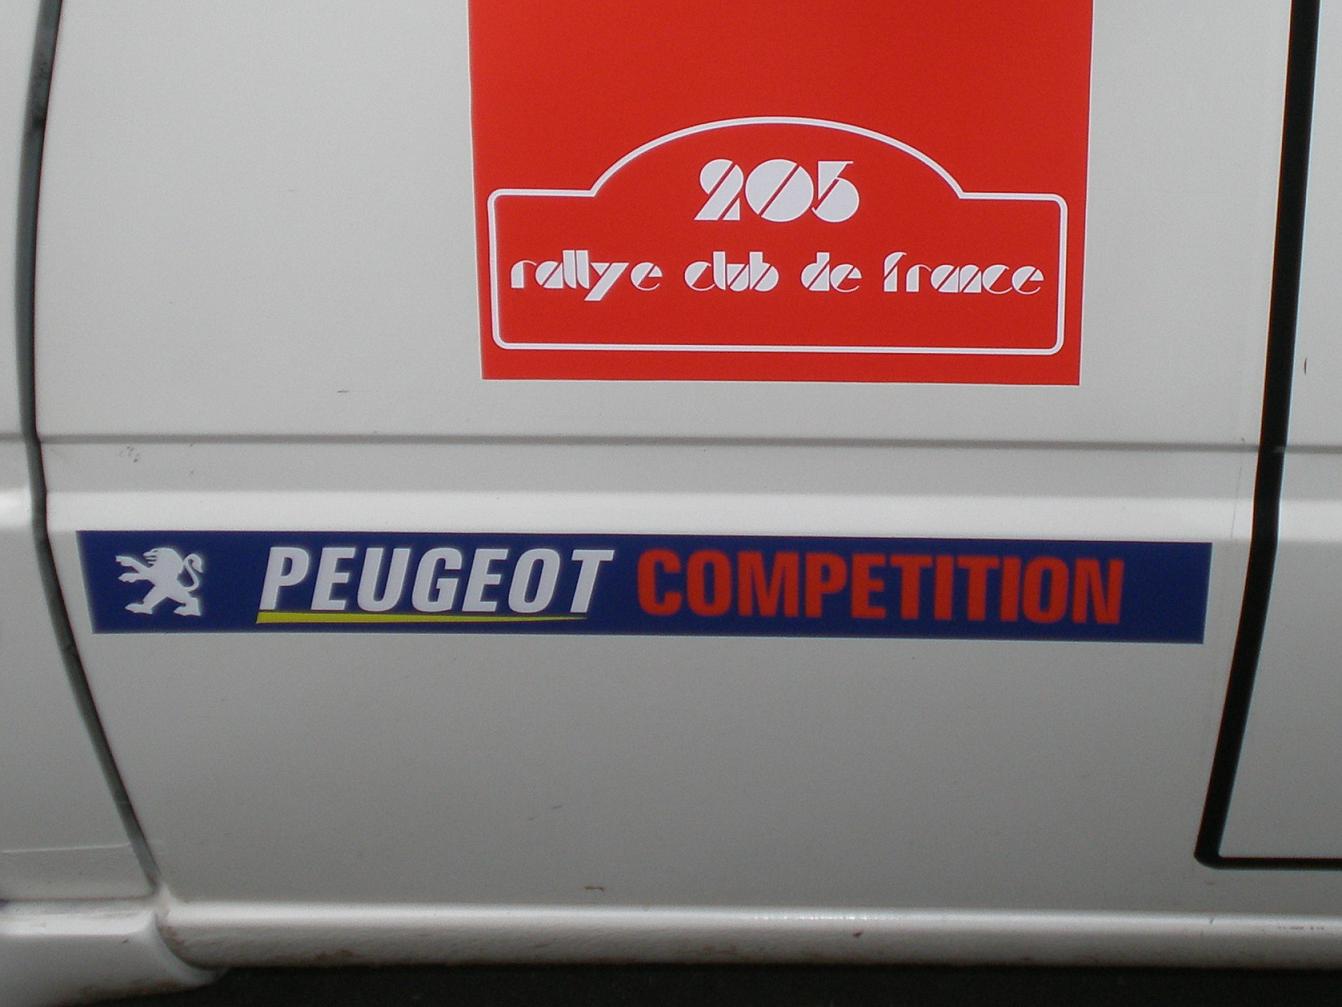 205
rallye club de france
PEUGEOT COMPETITION